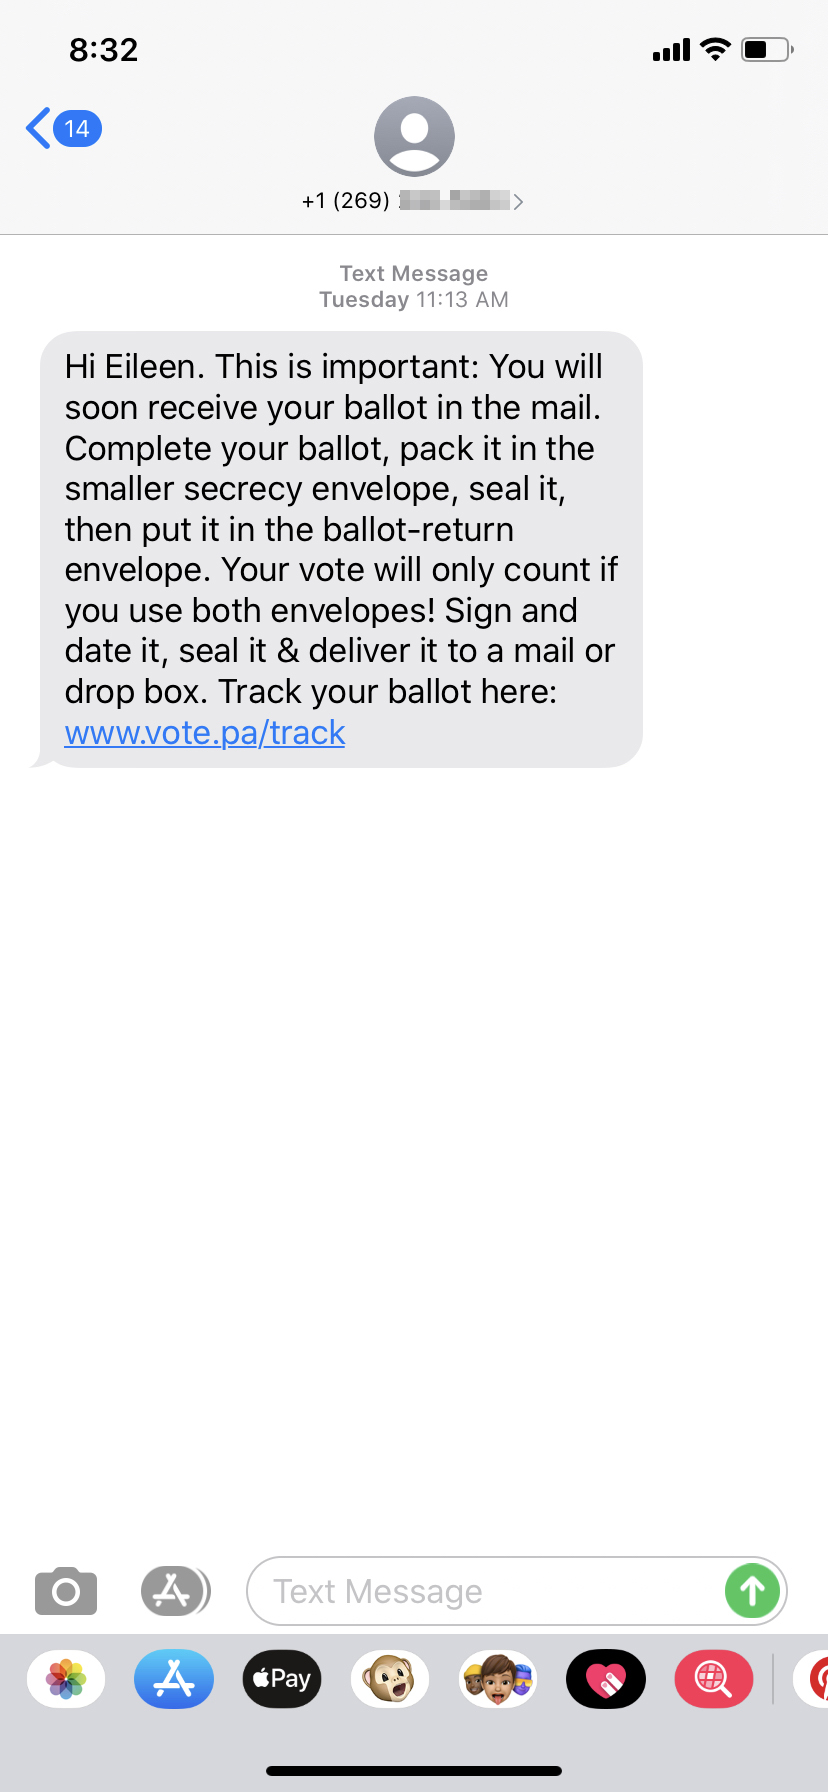 8:32
14
+1 (269)
Text Message
Tuesday 11:13 AM
Hi Eileen. This is important: You will
soon receive your ballot in the mail.
Complete your ballot, pack it in the
smaller secrecy envelope, seal it,
then put it in the ballot-return
envelope. Your vote will only count if
you use both envelopes! Sign and
date it, seal it & deliver it to a mail or
drop box. Track your ballot here:
www.vote.pa/track
Text Message
Pay